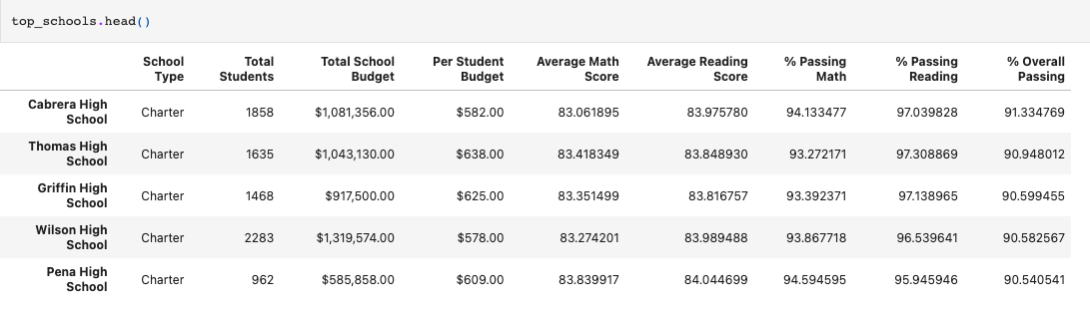 top_schools.head()
School Type Total Students Total School Budget Per Student Budget Average Math Score Average Reading Score % Passing Math % Passing Reading % Overall Passing
Cabrera High School Charter 1858 $1,081,356.00 $582.00 83.061895 83.975780 94.133477 97.039828 91.334769
Thomas High School Charter 1635 $1,043,130.00 $638.00 83.418349 83.848930 93.272171 97.308869 90.948012
Griffin High School Charter 1468 $917,500.00 $625.00 83.351499 83.816757 93.392371 97.138965 90.599455
Wilson High School Charter 2283 $1,319,574.00 $578.00 83.274201 83.989488 93.867718 96.539641 90.582567
Pena High School Charter 962 $585,858.00 $609.00 83.839917 84.044699 94.594595 95.945946 90.540541